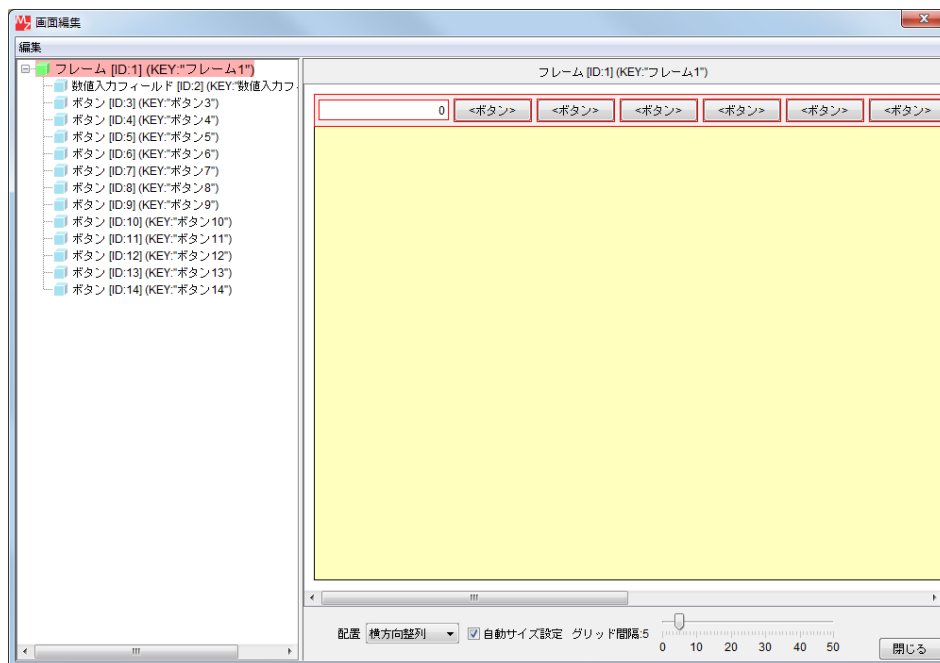 画面編集
編集
フレーム [ID:1] (KEY:"フレーム1")
数値入力フィールド [ID:2] (KEY:"数値入力フ
ボタン [ID:3] (KEY:"ボタン3")
ボタン [ID:4] (KEY:"ボタン4")
ボタン [ID:5] (KEY:"ボタン5")
ボタン [ID:6] (KEY:"ボタン6")
ボタン [ID:7] (KEY:"ボタン7")
ボタン [ID:8] (KEY:"ボタン8")
ボタン [ID:9] (KEY:"ボタン9")
ボタン [ID:10] (KEY:"ボタン10")
ボタン [ID:11] (KEY:"ボタン11")
ボタン [ID:12] (KEY:"ボタン12")
ボタン [ID:13] (KEY:"ボタン13")
ボタン [ID:14] (KEY:"ボタン14")
フレーム [ID:1] (KEY:"フレーム1")
0 <ボタン> <ボタン> <ボタン> <ボタン> <ボタン> <ボタン>
配置 横方向整列 自動サイズ設定 グリッド間隔:5
0 10 20 30 40 50
閉じる